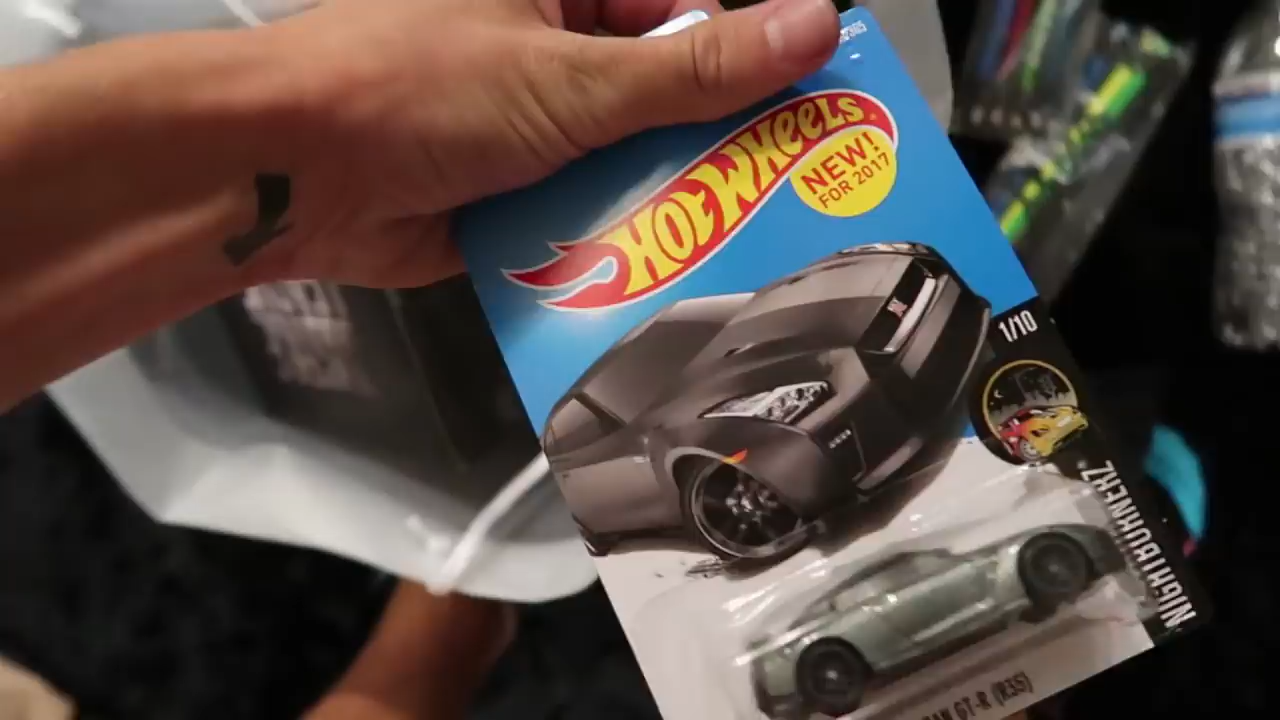 HOT WHEELS
NEW!
FOR 2017
1/10
NIGHTBURNERZ
GT-R (R35)